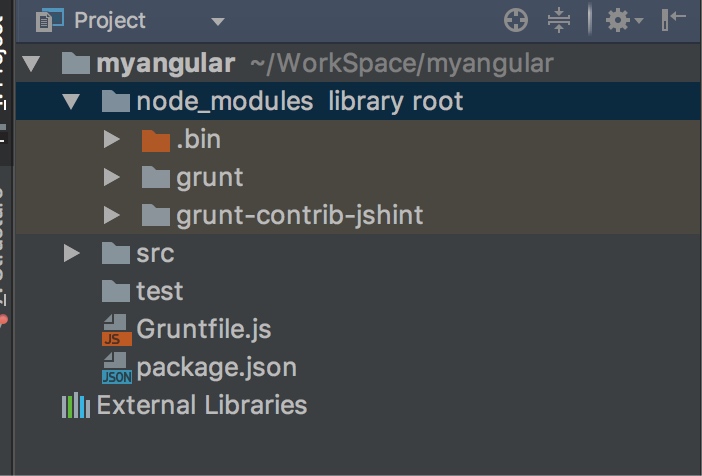 Project
myangular ~/WorkSpace/myangular
node_modules library root
.bin
grunt
grunt-contrib-jshint
src
test
JS Gruntfile.js
JSON package.json
External Libraries